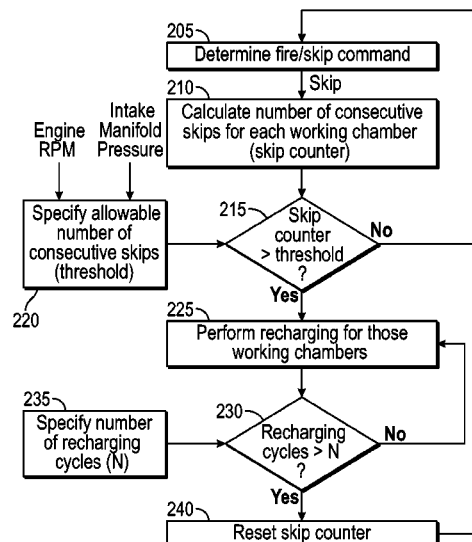 205
Determine fire/skip command
Skip
210
Calculate number of consecutive
skips for each working chamber
(skip counter)
Engine
RPM
Intake
Manifold
Pressure
Specify allowable
number of
consecutive skips
(threshold)
220
215
Skip
counter
> threshold
?
No
Yes
225
Perform recharging for those
working chambers
235
Specify number
of recharging
cycles (N)
230
Recharging
cycles > N
?
No
Yes
240
Reset skip counter